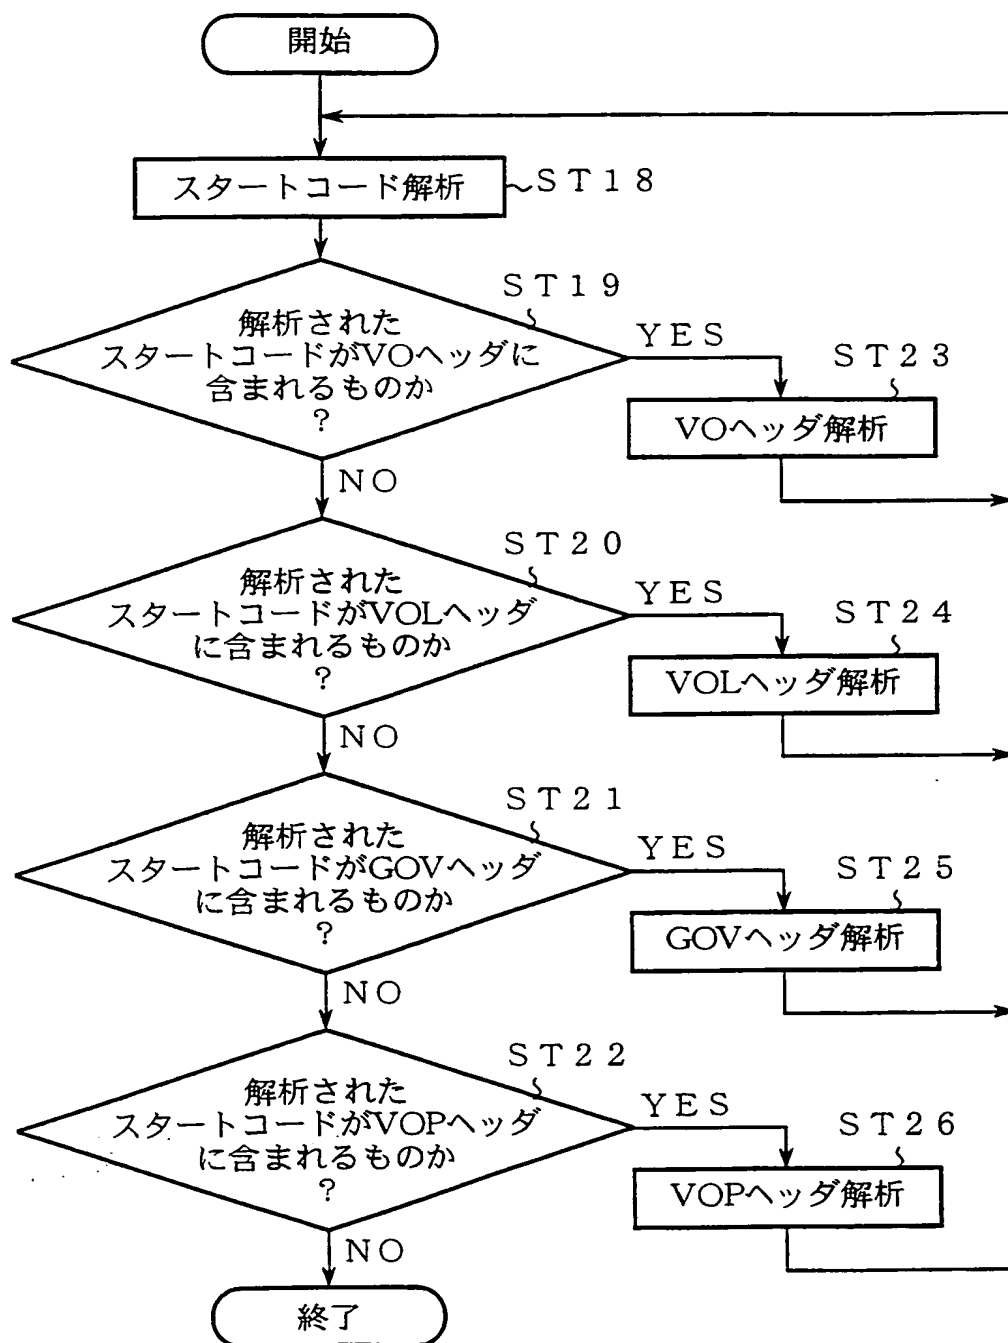 開始
スタートコード解析
ST18
ST19
解析された
スタートコードがVOヘッダに
含まれるものか
?
YES
ST23
VOヘッダ解析
NO
ST20
解析された
スタートコードがVOLヘッダ
に含まれるものか
?
YES
ST24
VOLヘッダ解析
NO
ST21
解析された
スタートコードがGOVヘッダ
に含まれるものか
?
YES
ST25
GOVヘッダ解析
NO
ST22
解析された
スタートコードがVOPヘッダ
に含まれるものか
?
YES
ST26
VOPヘッダ解析
NO
終了